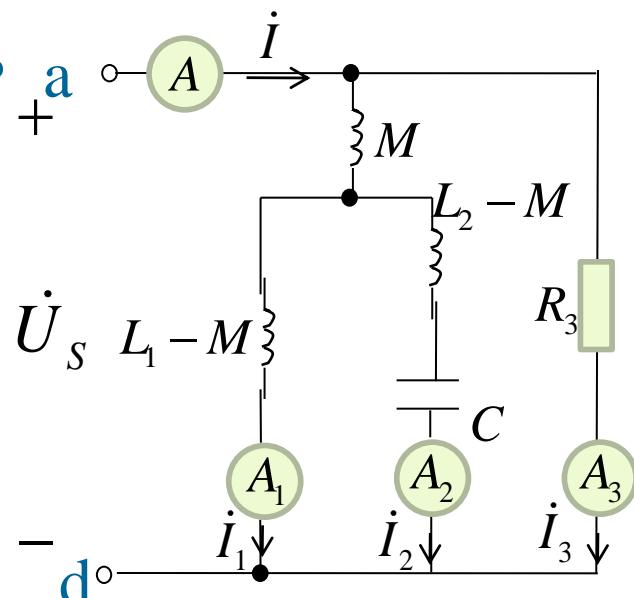 a
A
İ
+
M
L₂ − M
U̇ₛ
L₁ − M
R₃
C
A₁
A₂
A₃
İ₁
İ₂
İ₃
−
d